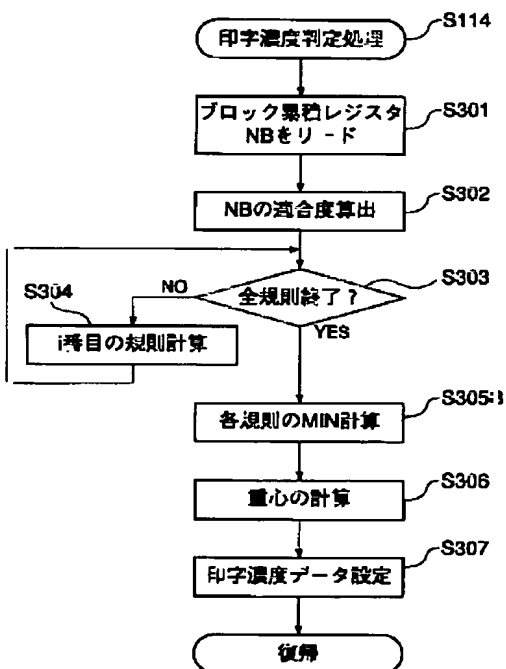 印字濃度判定処理
S114
ブロック累積レジスタ
NBをリード
S301
NBの適合度算出
S302
全規則終了?
S303
NO
YES
S304
i番目の規則計算
各規則のMIN計算
S305
重心の計算
S306
印字濃度データ設定
S307
復帰